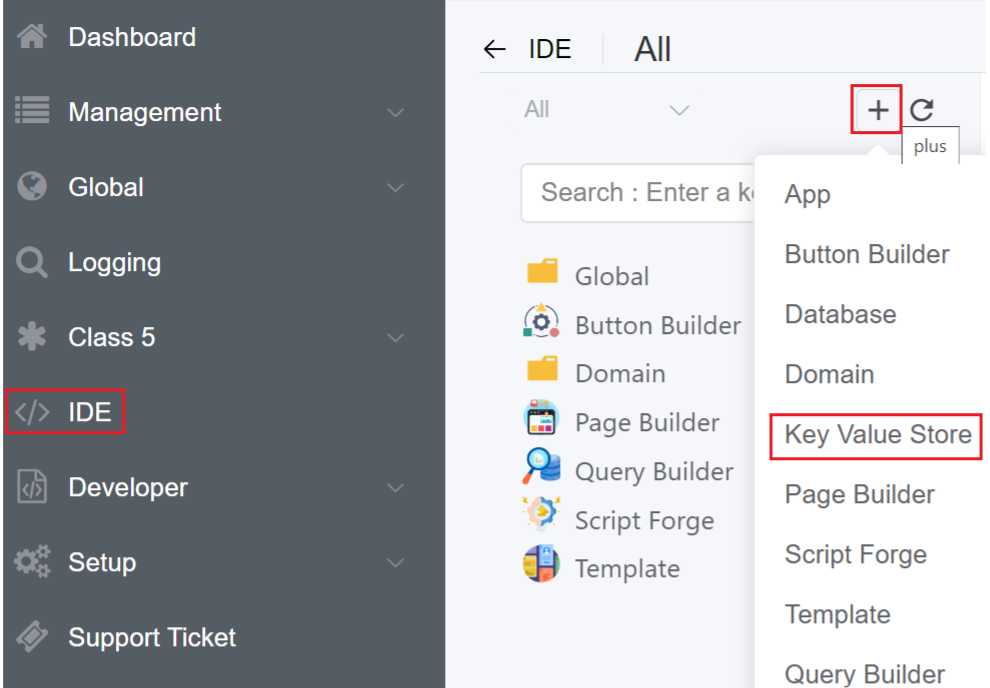 Dashboard
Management
Global
Logging
Class 5
</> IDE
Developer
Setup
Support Ticket
← IDE All
All
+
plus
Search : Enter a k
Global
Button Builder
Domain
Page Builder
Query Builder
Script Forge
Template
App
Button Builder
Database
Domain
Key Value Store
Page Builder
Script Forge
Template
Query Builder